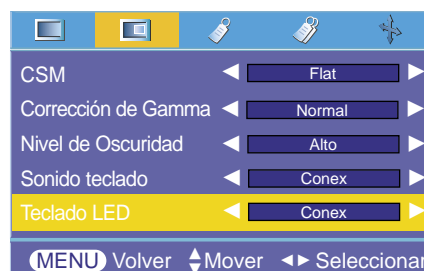 CSM Flat
Corrección de Gamma Normal
Nivel de Oscuridad Alto
Sonido teclado Conex
Teclado LED Conex
MENU Volver Mover Seleccionar